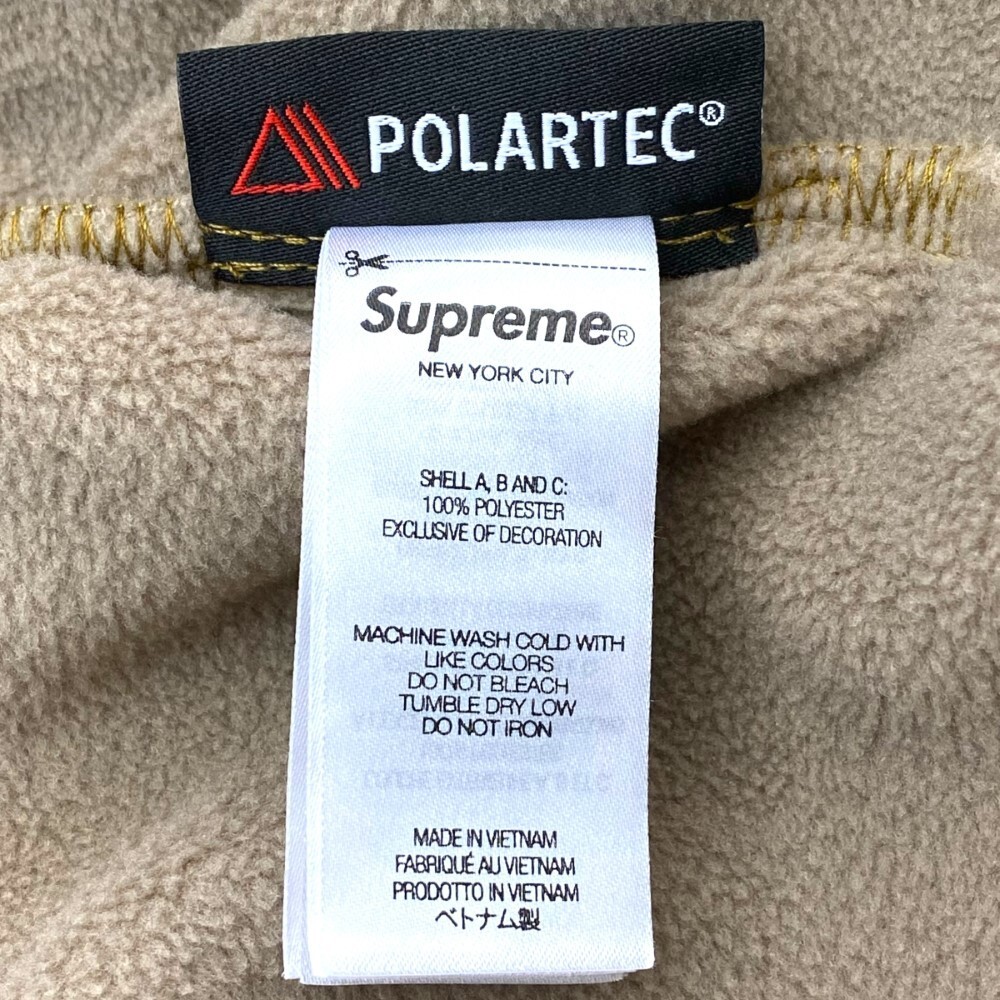 POLARTEC®
Supreme®
NEW YORK CITY
SHELL A, B AND C:
100% POLYESTER
EXCLUSIVE OF DECORATION
MACHINE WASH COLD WITH
LIKE COLORS
DO NOT BLEACH
TUMBLE DRY LOW
DO NOT IRON
MADE IN VIETNAM
FABRIQUÉ AU VIETNAM
PRODOTTO IN VIETNAM
ベトナム製